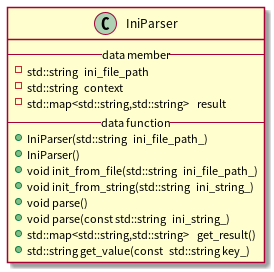 C IniParser
data member
std::string ini_file_path
std::string context
std::map<std::string,std::string> result
data function
IniParser(std::string ini_file_path_)
IniParser()
void init_from_file(std::string ini_file_path_)
void init_from_string(std::string ini_string_)
void parse()
void parse(const std::string ini_string_)
std::map<std::string,std::string> get_result()
std::string get_value(const std::string key_)